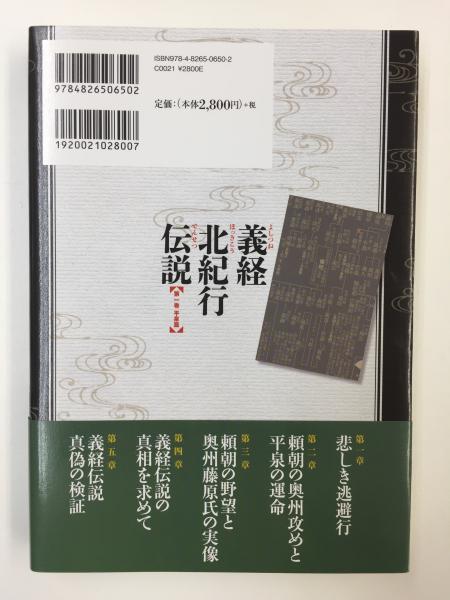 ISBN978-4-8265-0650-2
C0021 ¥2800E
定価：（本体2,800円）+税
9784826506502
1920021028007
義経
よしつね
北紀行
ほっきこう
伝説
でんせつ
【第一巻 平泉篇】
第一章
悲しき逃避行
第二章
頼朝の奥州攻めと
平泉の運命
第三章
頼朝の野望と
奥州藤原氏の実像
第四章
義経伝説の
真相を求めて
第五章
義経伝説
真偽の検証